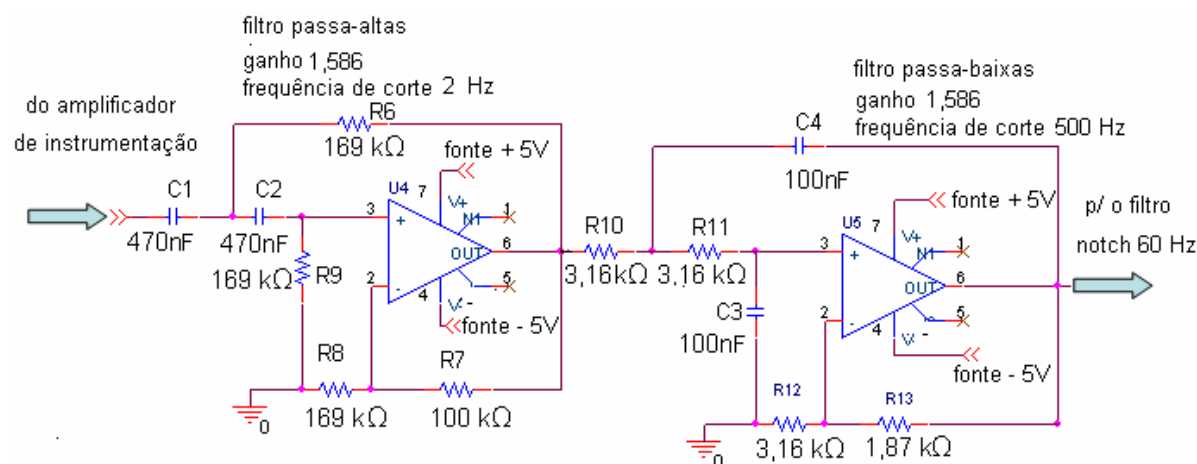 filtro passa-altas
ganho 1,586
frequência de corte 2 Hz
do amplificador
de instrumentação
R6
169 kΩ
fonte + 5V
C1
C2
470nF
470nF
169 kΩ
R9
U4
7
V+
N1
1
3
+
OUT
6
2
-
4
V-
5
fonte - 5V
R8
169 kΩ
R7
100 kΩ
0
filtro passa-baixas
ganho 1,586
frequência de corte 500 Hz
C4
100nF
R10
3,16kΩ
R11
3,16 kΩ
C3
100nF
U5
7
fonte + 5V
V+
N1
1
3
+
OUT
6
2
-
4
V-
5
fonte - 5V
R12
3,16 kΩ
R13
1,87 kΩ
0
p/ o filtro
notch 60 Hz